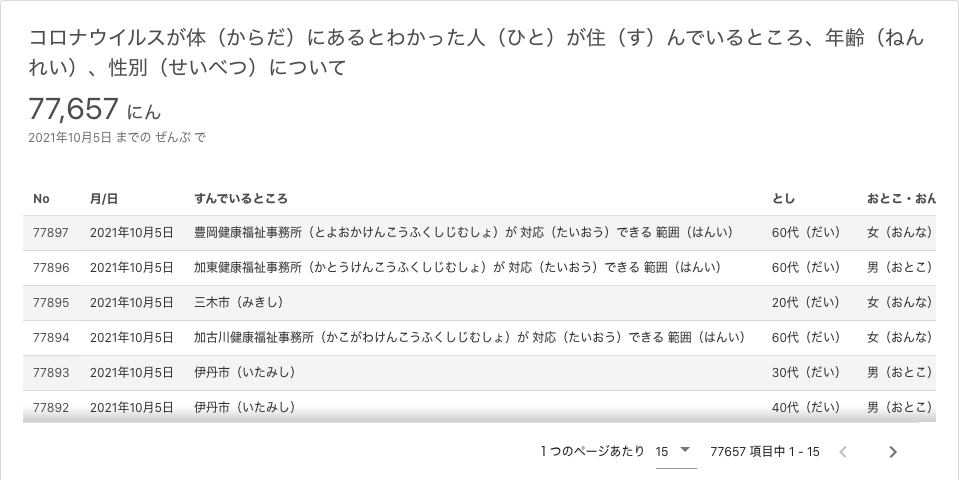 コロナウイルスが体（からだ）にあるとわかった人（ひと）が住（す）んでいるところ、年齢（ねん
れい）、性別（せいべつ）について
77,657 にん
2021年10月5日 までの ぜんぶ で
No 月/日 すんでいるところ とし おとこ・おん
77897 2021年10月5日 豊岡健康福祉事務所（とよおかけんこうふくしじむしょ）が 対応（たいおう）できる 範囲（はんい） 60代（だい） 女（おんな）
77896 2021年10月5日 加東健康福祉事務所（かとうけんこうふくしじむしょ）が 対応（たいおう）できる 範囲（はんい） 60代（だい） 男（おとこ）
77895 2021年10月5日 三木市（みきし） 20代（だい） 女（おんな）
77894 2021年10月5日 加古川健康福祉事務所（かこがわけんこうふくしじむしょ）が 対応（たいおう）できる 範囲（はんい） 60代（だい） 女（おんな）
77893 2021年10月5日 伊丹市（いたみし） 30代（だい） 男（おとこ）
77892 2021年10月5日 伊丹市（いたみし） 40代（だい） 男（おとこ）
1 つのページあたり 15 77657 項目中 1 - 15